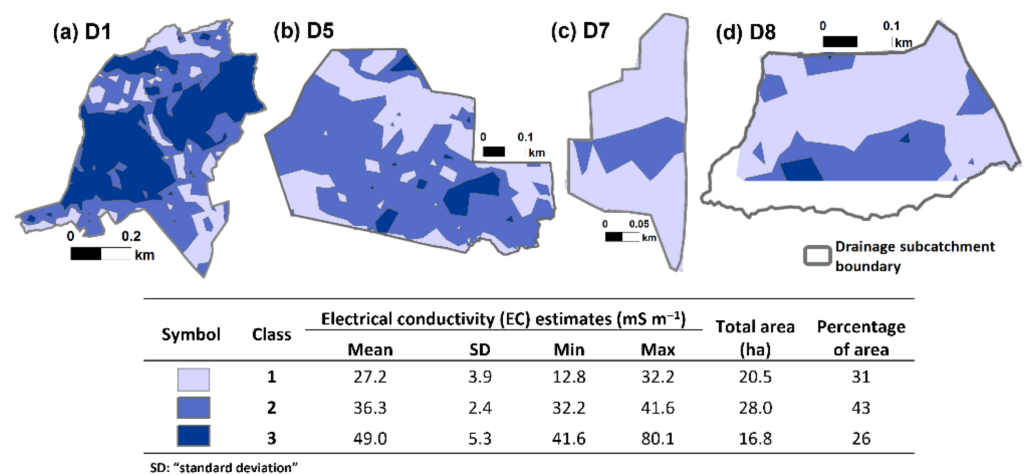 (a) D1
(b) D5
(c) D7
(d) D8
0 0.2
km
0 0.1
km
0 0.05
km
0 0.1
km
Drainage subcatchment
boundary
Symbol Class Electrical conductivity (EC) estimates (mS m⁻¹) Total area (ha) Percentage of area
Mean SD Min Max
1 27.2 3.9 12.8 32.2 20.5 31
2 36.3 2.4 32.2 41.6 28.0 43
3 49.0 5.3 41.6 80.1 16.8 26
SD: “standard deviation”